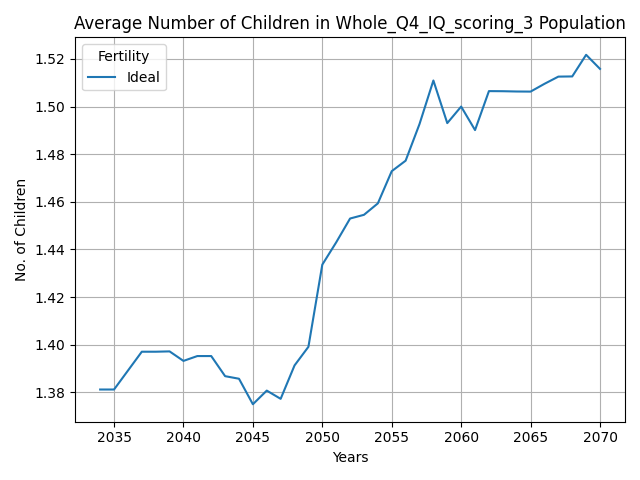 Average Number of Children in Whole_Q4_IQ_scoring_3 Population
Fertility
Ideal
No. of Children
1.52
1.50
1.48
1.46
1.44
1.42
1.40
1.38
2035 2040 2045 2050 2055 2060 2065 2070
Years